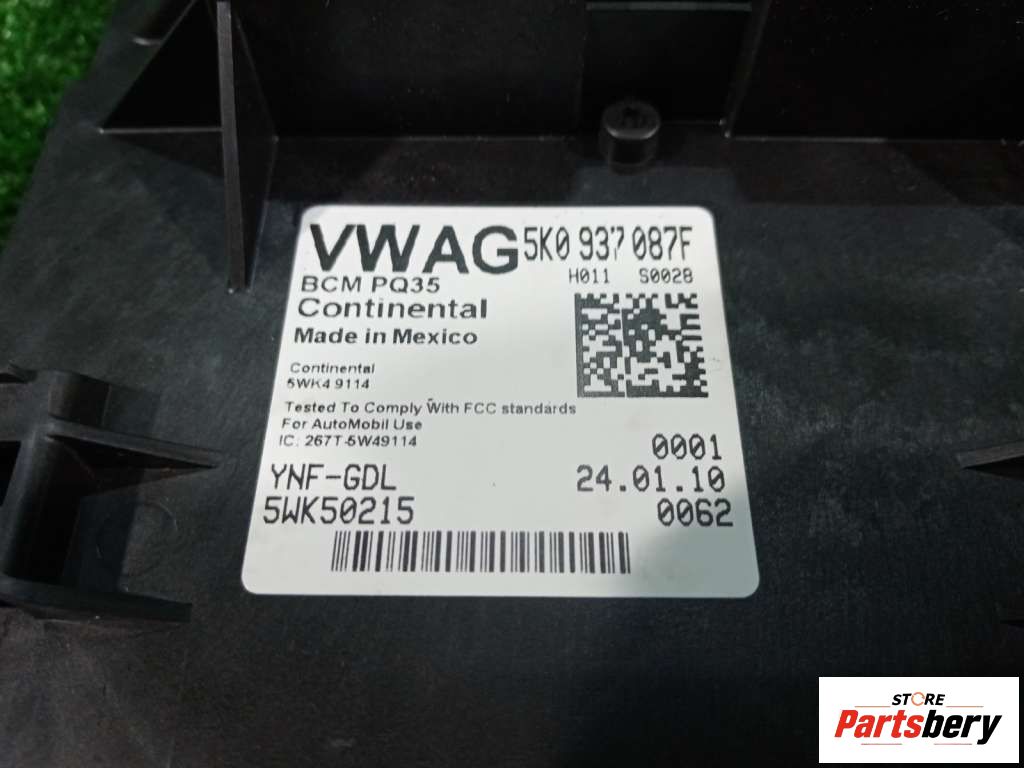 VWAG 5K0 937 087F
H011 S0028
BCM PQ35
Continental
Made in Mexico
Continental
5WK4 9114
Tested To Comply With FCC standards
For AutoMobil Use
IC: 267T-5W49114
0001
YNF-GDL 24.01.10
5WK50215 0062
STORE
Partsbery